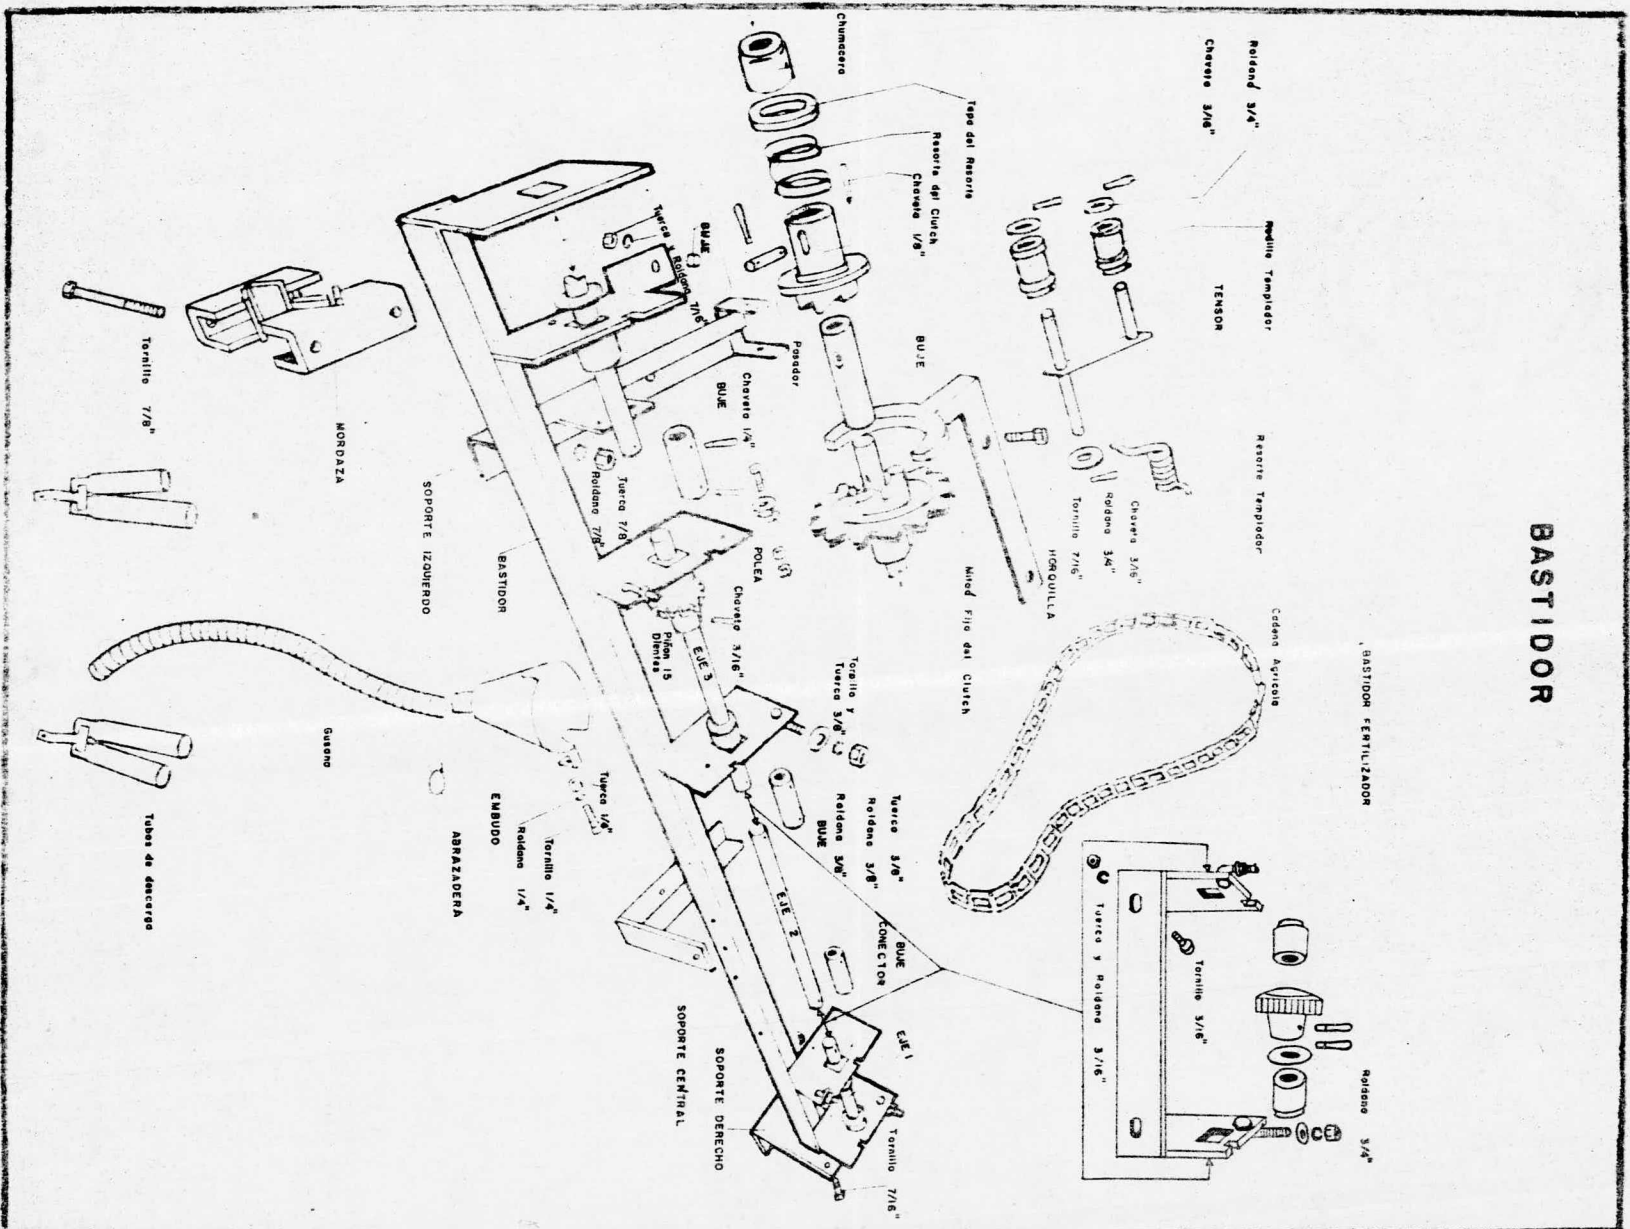 BASTIDOR
BASTIDOR FERTILIZADOR
Roldana 3/4"
Chaveta 3/16"
Rodillo Templador
TENSOR
Resorte Templador
Chaveta 3/16"
Roldana 3/4"
Tornillo 7/16"
HORQUILLA
Cadena Agricola
Chumacera
Tapa del Resorte
Resorte del Clutch
Chaveta 1/8"
BUJE
Mitad Fija del Clutch
Tuerca y Roldana 7/16"
BUJE
Pasador
Chaveta 1/4"
BUJE
Tuerca 7/8"
Roldana 7/8"
POLEA
Chaveta 3/16"
Piñon 15
Dientes
EJE 3
Tornillo y
Tuerca 3/8"
Tuerca 3/8"
Roldana 3/8"
Roldana 3/8"
BUJE
EJE 2
BUJE
CONECTOR
EJE 1
Tornillo 7/16"
Tuerca y Roldana 3/16"
Tornillo 3/16"
Roldana 3/4"
Tornillo 7/8"
MORDAZA
SOPORTE IZQUIERDO
BASTIDOR
Gusano
Tuerca 1/4"
Tornillo 1/4"
Roldana 1/4"
EMBUDO
ABRAZADERA
Tubos de descarga
SOPORTE CENTRAL
SOPORTE DERECHO